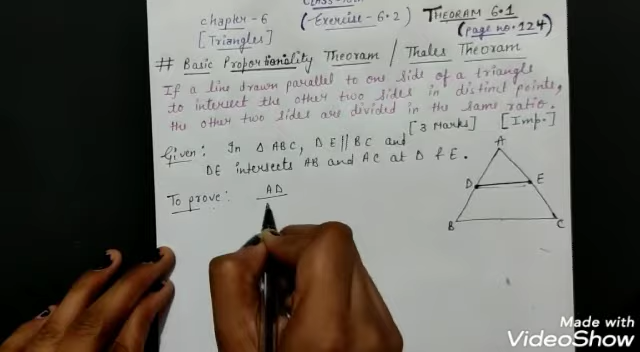 CLASS-10th
chapter-6 (-Exercise-6.2) THEORAM 6.1
[Triangles] (page no. 124)
# Basic Proportionality Theoram / Thales Theoram
If a line drawn parallel to one side of a triangle
to intersect the other two sides in distinct points,
the other two sides are divided in the same ratio.
[3 Marks] [Imp.]
Given: In Δ ABC, DE || BC and
DE intersects AB and AC at D & E.
To prove: AD
A
D E
B C
Made with
VideoShow